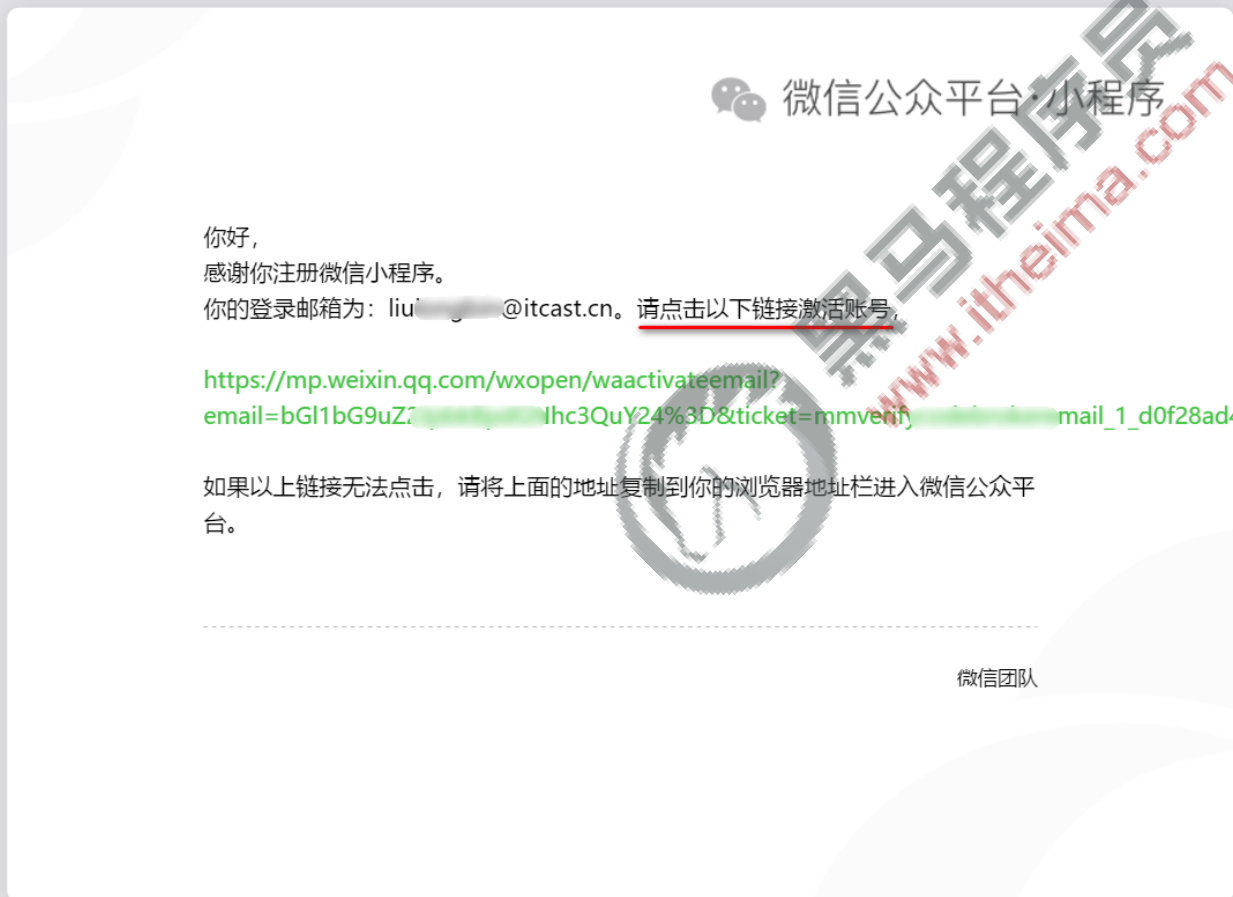 微信公众平台·小程序
黑马程序员
www.itheima.com
你好，
感谢你注册微信小程序。
你的登录邮箱为：liu @itcast.cn。请点击以下链接激活账号，
https://mp.weixin.qq.com/wxopen/waactivateemail?
email=bGl1bG9uZ2 lhc3QuY24%3D&ticket=mmverify mail_1_d0f28ad4
如果以上链接无法点击，请将上面的地址复制到你的浏览器地址栏进入微信公众平
台。
微信团队